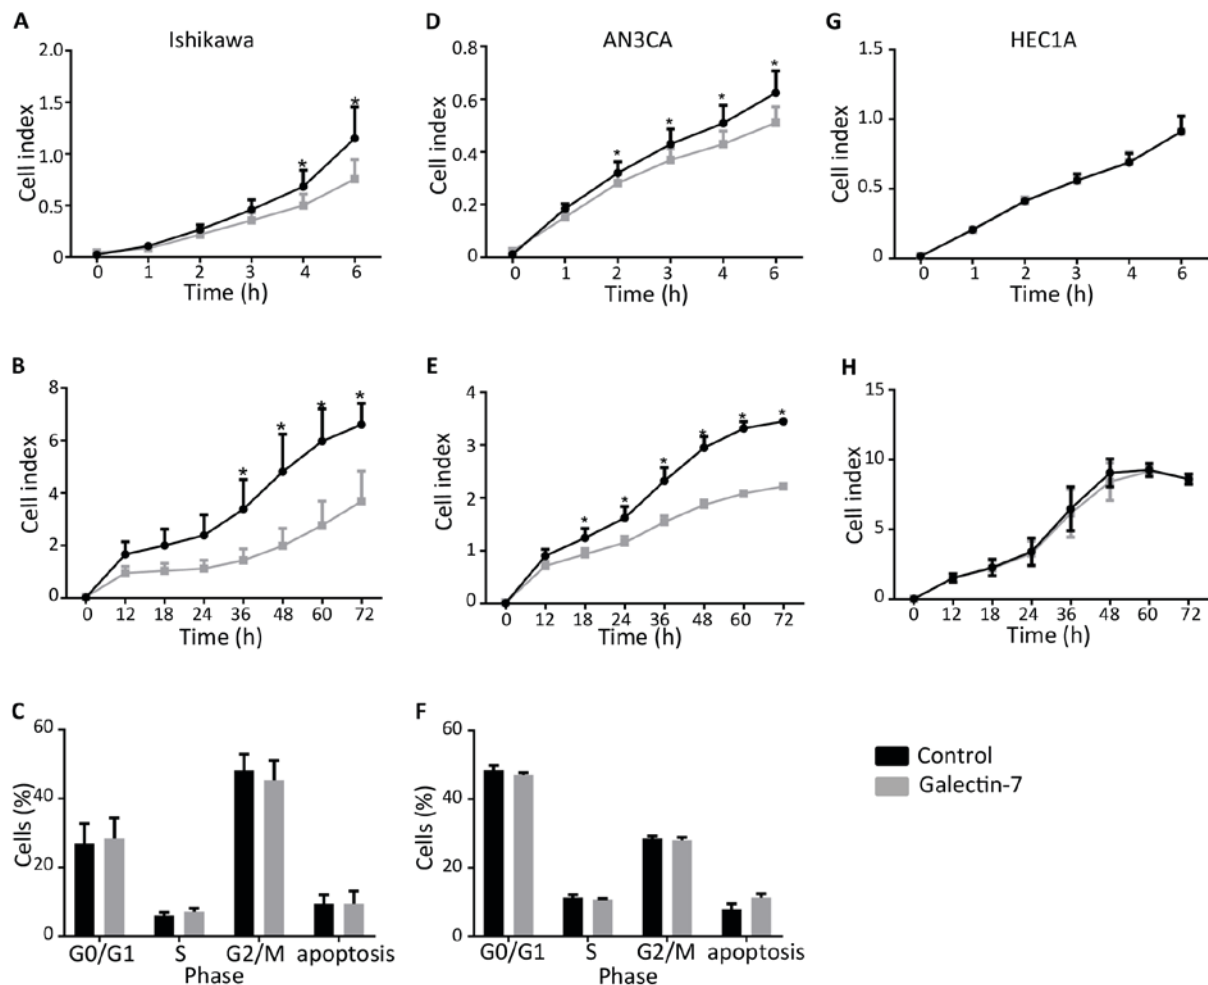 A
Ishikawa
2.0
1.5
1.0
0.5
0
Cell index
*
*
0 1 2 3 4 6
Time (h)
D
AN3CA
0.8
0.6
0.4
0.2
0
Cell index
* * * * *
0 1 2 3 4 6
Time (h)
G
HEC1A
1.5
1.0
0.5
0
Cell index
0 1 2 3 4 6
Time (h)
B
8
6
4
2
0
Cell index
* * * *
0 12 18 24 36 48 60 72
Time (h)
E
4
3
2
1
0
Cell index
* * * * * *
0 12 18 24 36 48 60 72
Time (h)
H
15
10
5
0
Cell index
0 12 18 24 36 48 60 72
Time (h)
C
60
40
20
0
Cells (%)
G0/G1 S G2/M apoptosis
Phase
F
60
40
20
0
Cells (%)
G0/G1 S G2/M apoptosis
Phase
Control
Galectin-7